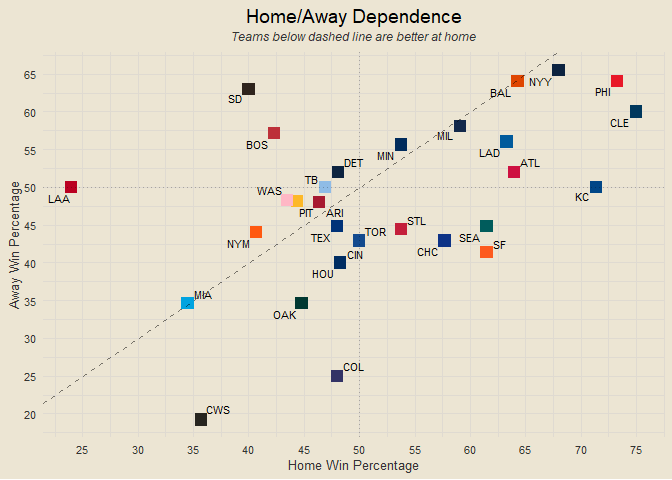 Home/Away Dependence
Teams below dashed line are better at home
Away Win Percentage
65
60
55
50
45
40
35
30
25
20
SD
BAL
NYY
PHI
CLE
BOS
MIN
MIL
LAD
DET
ATL
TB
LAA
WAS
KC
PIT
ARI
STL
NYM
TEX
TOR
CHC
SEA
SF
CIN
HOU
MIA
OAK
COL
CWS
25 30 35 40 45 50 55 60 65 70 75
Home Win Percentage